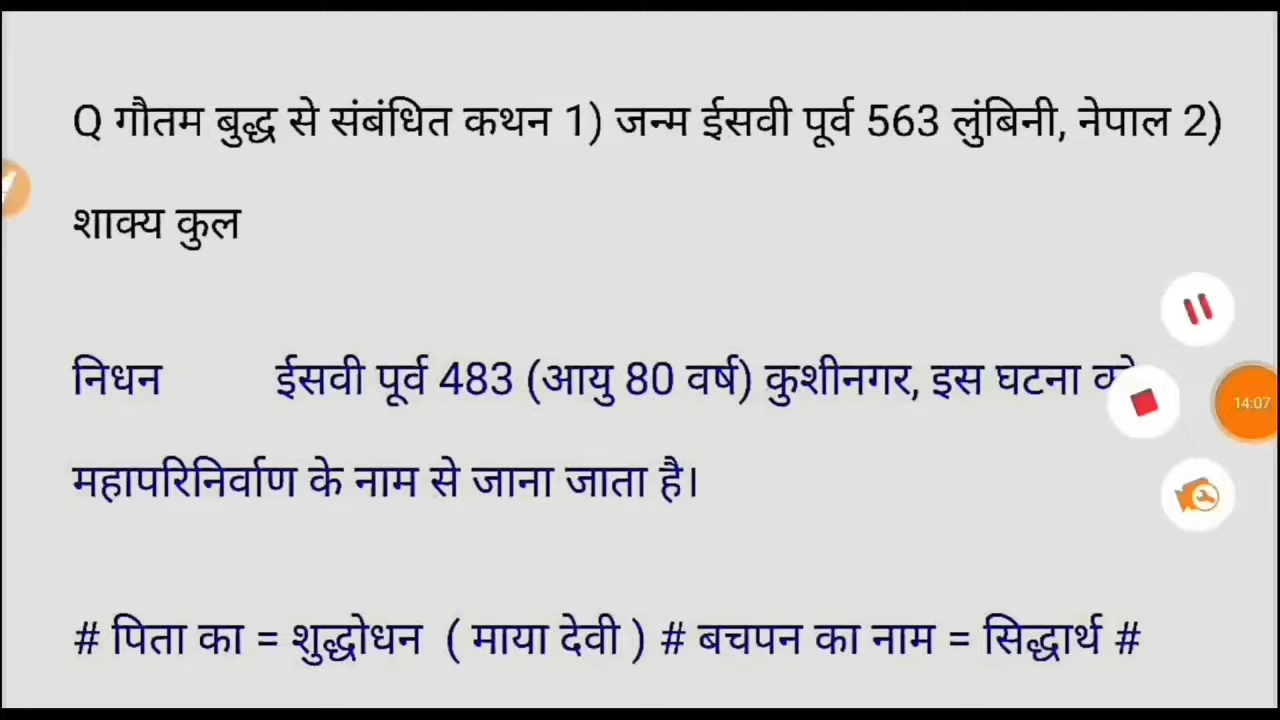 Q गौतम बुद्ध से संबंधित कथन 1) जन्म ईसवी पूर्व 563 लुंबिनी, नेपाल 2)
शाक्य कुल
निधन ईसवी पूर्व 483 (आयु 80 वर्ष) कुशीनगर, इस घटना
14:07
महापरिनिर्वाण के नाम से जाना जाता है।
# पिता का = शुद्धोधन ( माया देवी ) # बचपन का नाम = सिद्धार्थ #